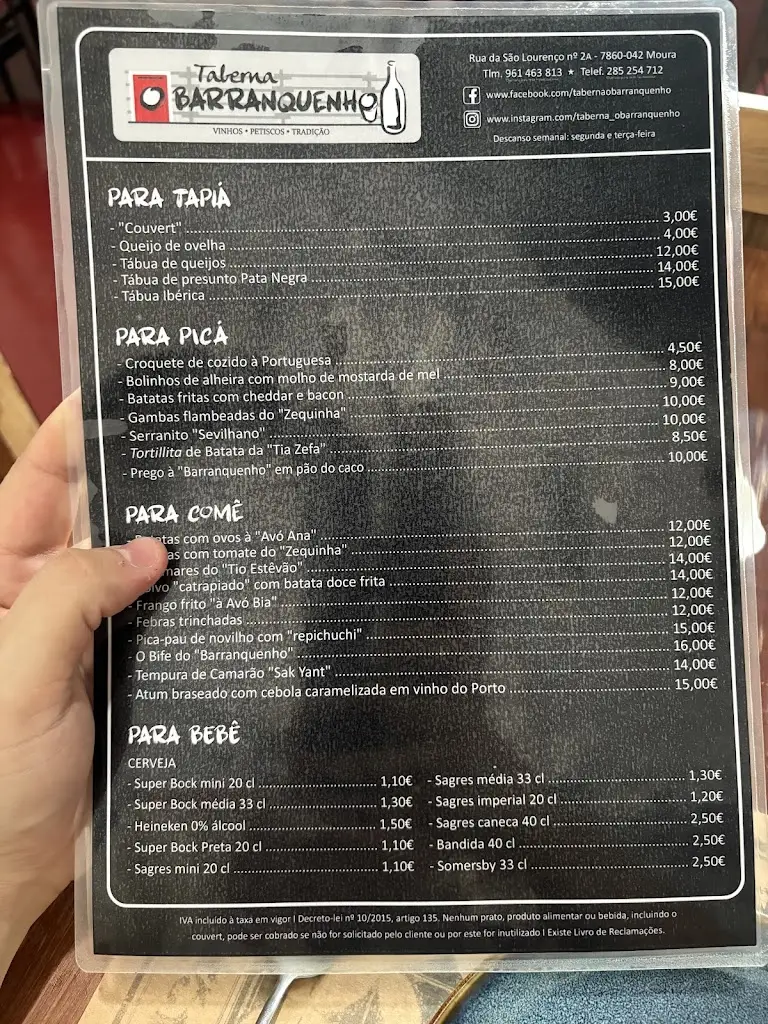 Taberna
O BARRANQUENHO
VINHOS • PETISCOS • TRADIÇÃO
Rua da São Lourenço nº 2A - 7860-042 Moura
Tlm. 961 463 813 ★ Telef. 285 254 712
www.facebook.com/tabernaobarranquenho
www.instagram.com/taberna_obarranquenho
Descanso semanal: segunda e terça-feira
PARA TAPIÁ
- "Couvert" 3,00€
- Queijo de ovelha 4,00€
- Tábua de queijos 12,00€
- Tábua de presunto Pata Negra 14,00€
- Tábua Ibérica 15,00€
PARA PICÁ
- Croquete de cozido à Portuguesa 4,50€
- Bolinhos de alheira com molho de mostarda de mel 8,00€
- Batatas fritas com cheddar e bacon 9,00€
- Gambas flambeadas do "Zequinha" 10,00€
- Serranito "Sevilhano" 10,00€
- Tortillita de Batata da "Tia Zefa" 8,50€
- Prego à "Barranquenho" em pão do caco 10,00€
PARA COMÊ
com ovos à "Avó Ana" 12,00€
com tomate do "Zequinha" 12,00€
do "Tio Estêvão" 14,00€
"catrapiado" com batata doce frita 14,00€
- Frango frito "à Avó Bia" 12,00€
- Febras trinchadas 12,00€
- Pica-pau de novilho com "repichuchi" 15,00€
- O Bife do "Barranquenho" 16,00€
- Tempura de Camarão "Sak Yant" 14,00€
- Atum braseado com cebola caramelizada em vinho do Porto 15,00€
PARA BEBÊ
CERVEJA
- Super Bock mini 20 cl 1,10€
- Super Bock média 33 cl 1,30€
- Heineken 0% álcool 1,50€
- Super Bock Preta 20 cl 1,10€
- Sagres mini 20 cl 1,10€
- Sagres média 33 cl 1,30€
- Sagres imperial 20 cl 1,20€
- Sagres caneca 40 cl 2,50€
- Bandida 40 cl 2,50€
- Somersby 33 cl 2,50€
IVA incluído à taxa em vigor | Decreto-lei nº 10/2015, artigo 135. Nenhum prato, produto alimentar ou bebida, incluindo o
couvert, pode ser cobrado se não for solicitado pelo cliente ou por este for inutilizado | Existe Livro de Reclamações.